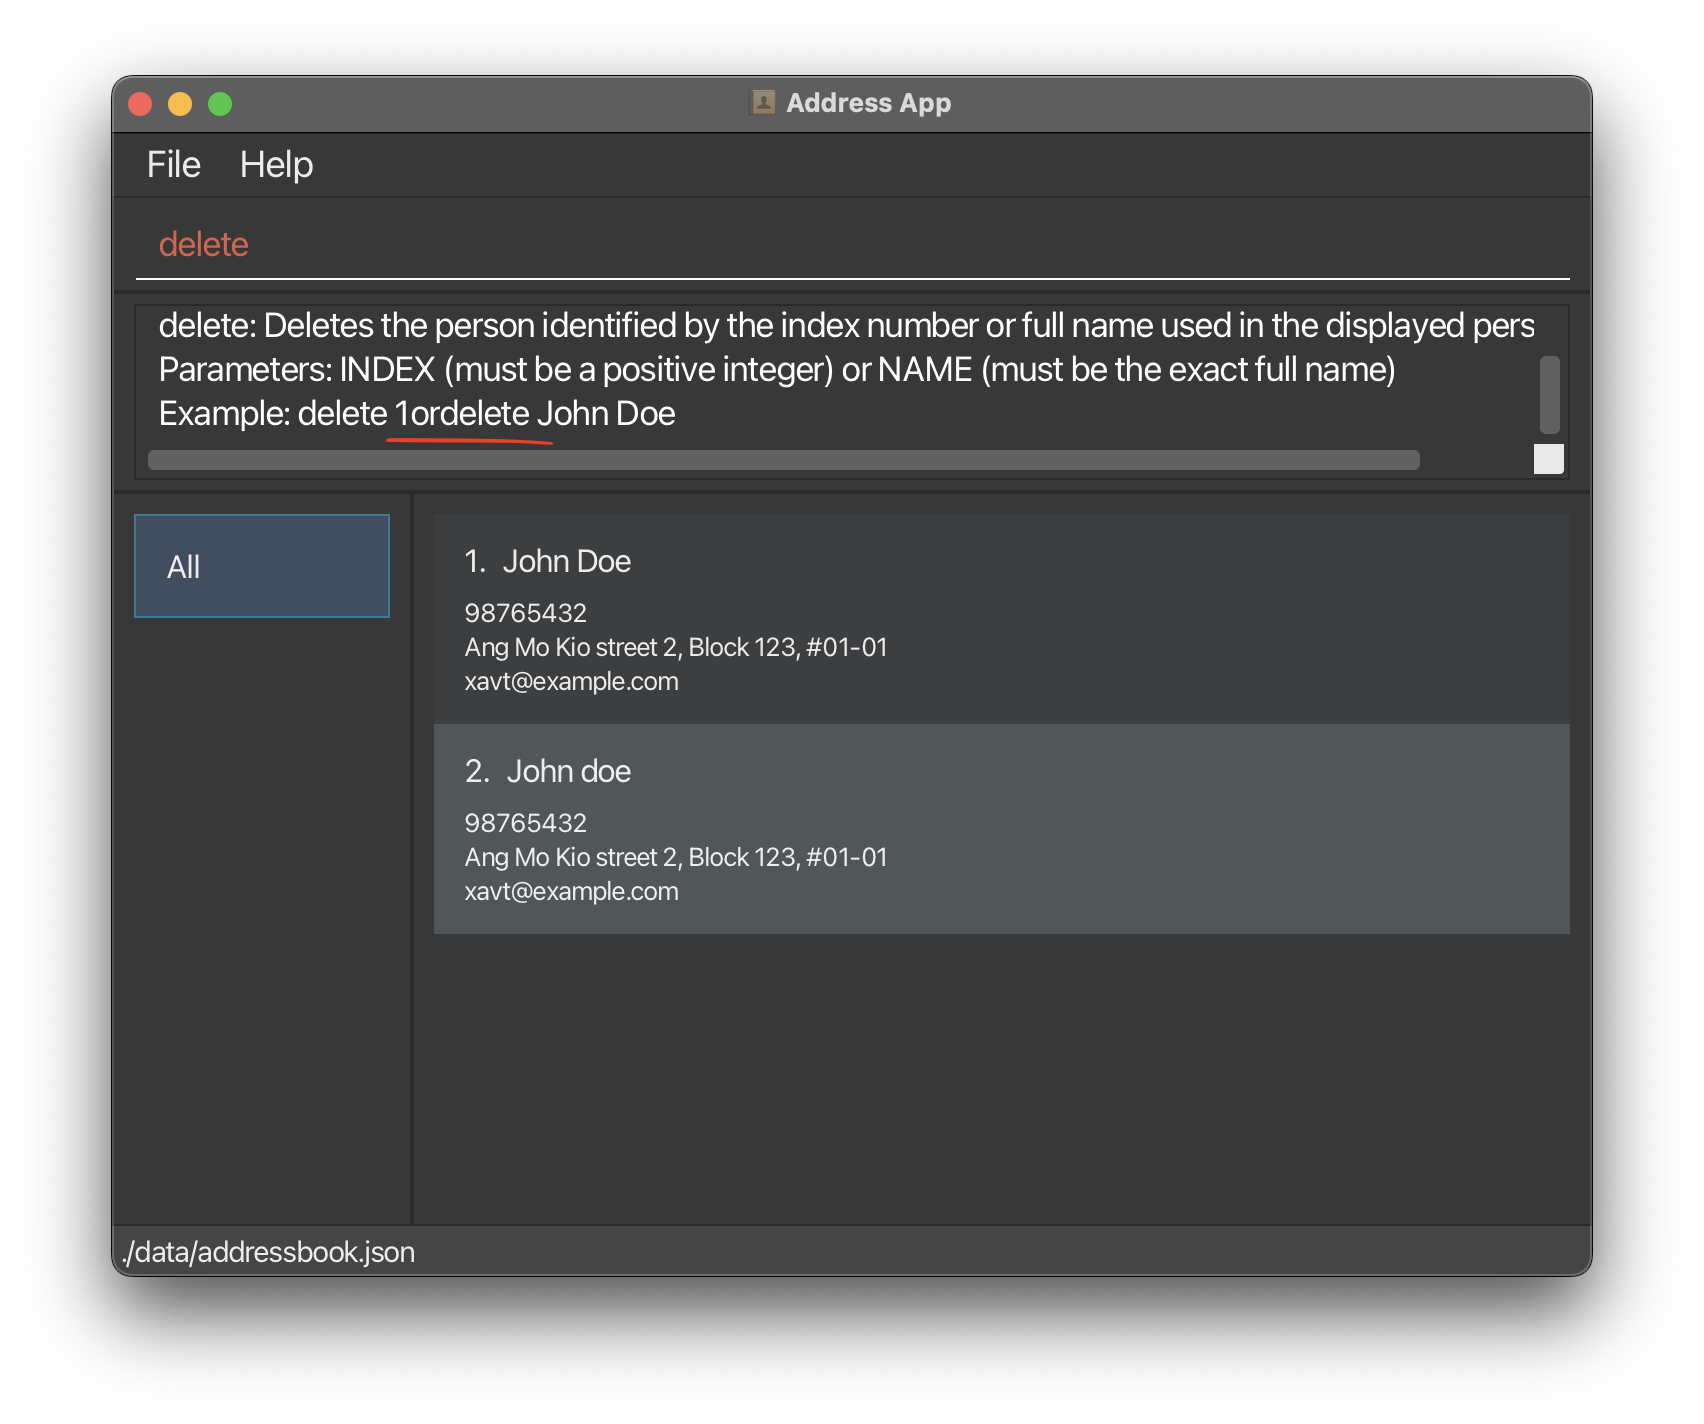 Address App
File Help
delete
delete: Deletes the person identified by the index number or full name used in the displayed pers
Parameters: INDEX (must be a positive integer) or NAME (must be the exact full name)
Example: delete 1ordelete John Doe
All
1. John Doe
98765432
Ang Mo Kio street 2, Block 123, #01-01
xavt@example.com
2. John doe
98765432
Ang Mo Kio street 2, Block 123, #01-01
xavt@example.com
./data/addressbook.json